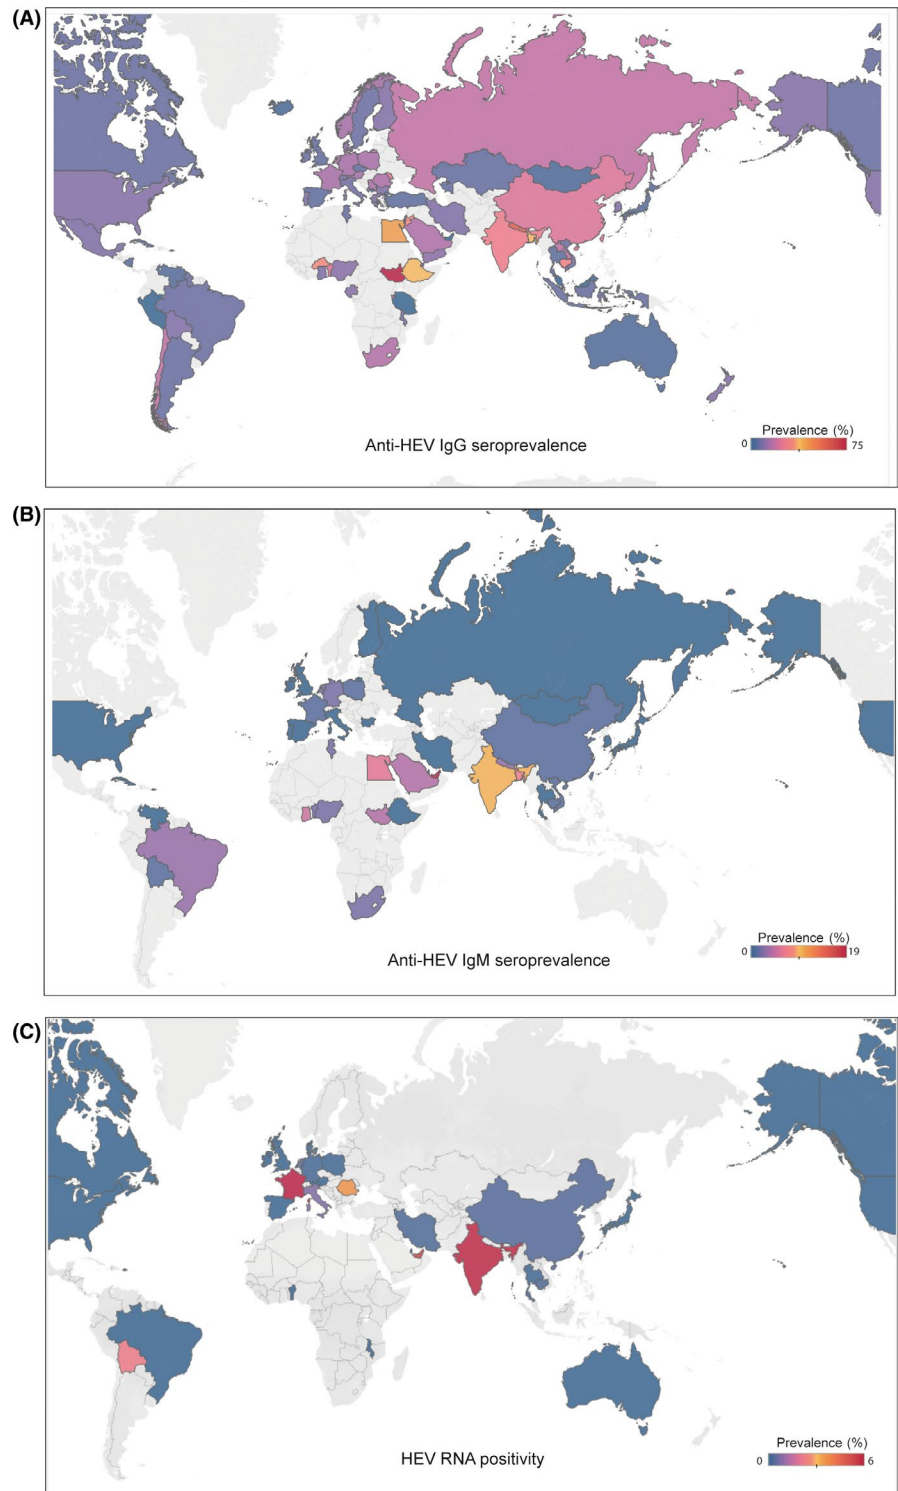 (A)
Prevalence (%)
0 75
Anti-HEV IgG seroprevalence
(B)
Prevalence (%)
0 19
Anti-HEV IgM seroprevalence
(C)
Prevalence (%)
0 6
HEV RNA positivity